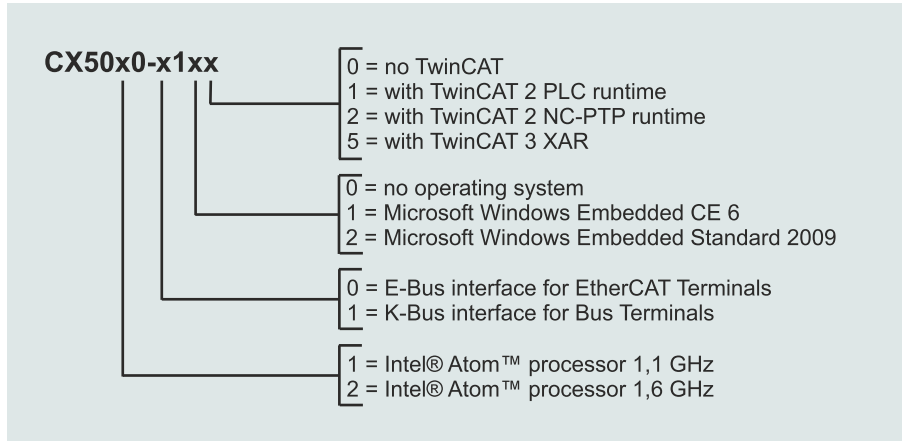 CX50x0-x1xx
0 = no TwinCAT
1 = with TwinCAT 2 PLC runtime
2 = with TwinCAT 2 NC-PTP runtime
5 = with TwinCAT 3 XAR
0 = no operating system
1 = Microsoft Windows Embedded CE 6
2 = Microsoft Windows Embedded Standard 2009
0 = E-Bus interface for EtherCAT Terminals
1 = K-Bus interface for Bus Terminals
1 = Intel® Atom™ processor 1,1 GHz
2 = Intel® Atom™ processor 1,6 GHz